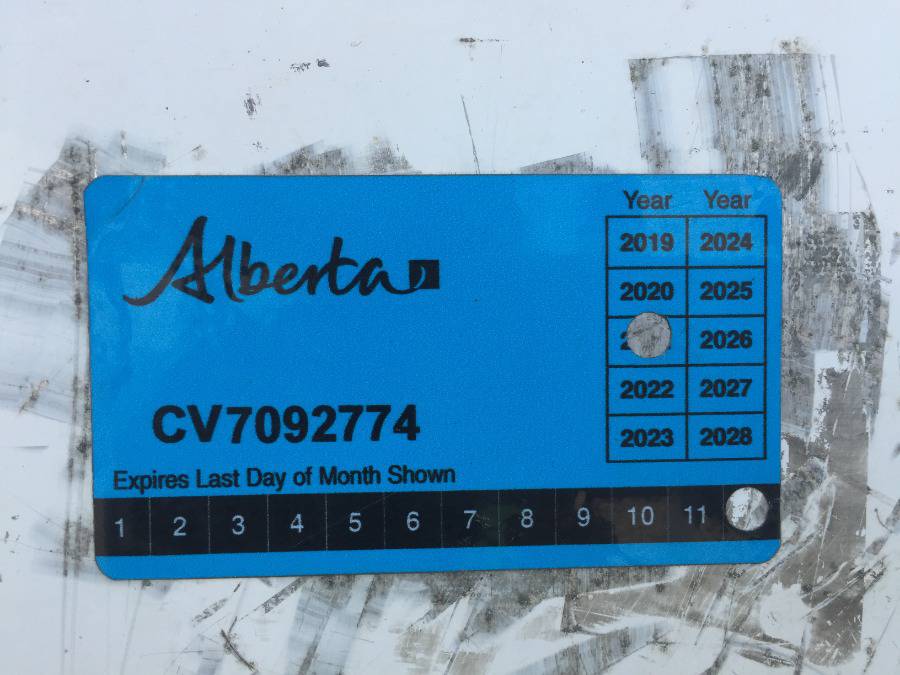 Alberta
Year Year
2019 2024
2020 2025
2026
2022 2027
2023 2028
CV7092774
Expires Last Day of Month Shown
1 2 3 4 5 6 7 8 9 10 11